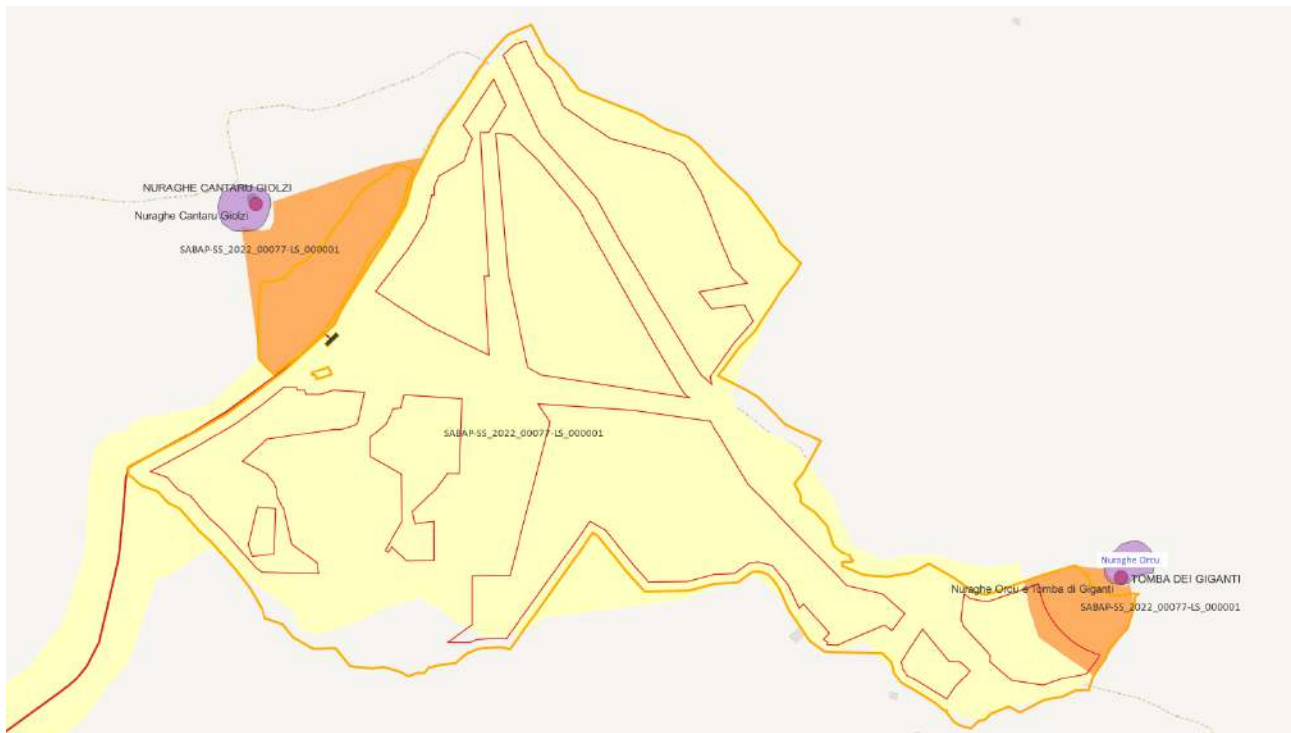 NURAGHE CANTARU GIOLZI
Nuraghe Cantaru Giolzi
SABAP-SS_2022_00077-LS_000001
SABAP-SS_2022_00077-LS_000001
Nuraghe Orcu
TOMBA DEI GIGANTI
Nuraghe Orcu e Tomba di Giganti
SABAP-SS_2022_00077-LS_000001